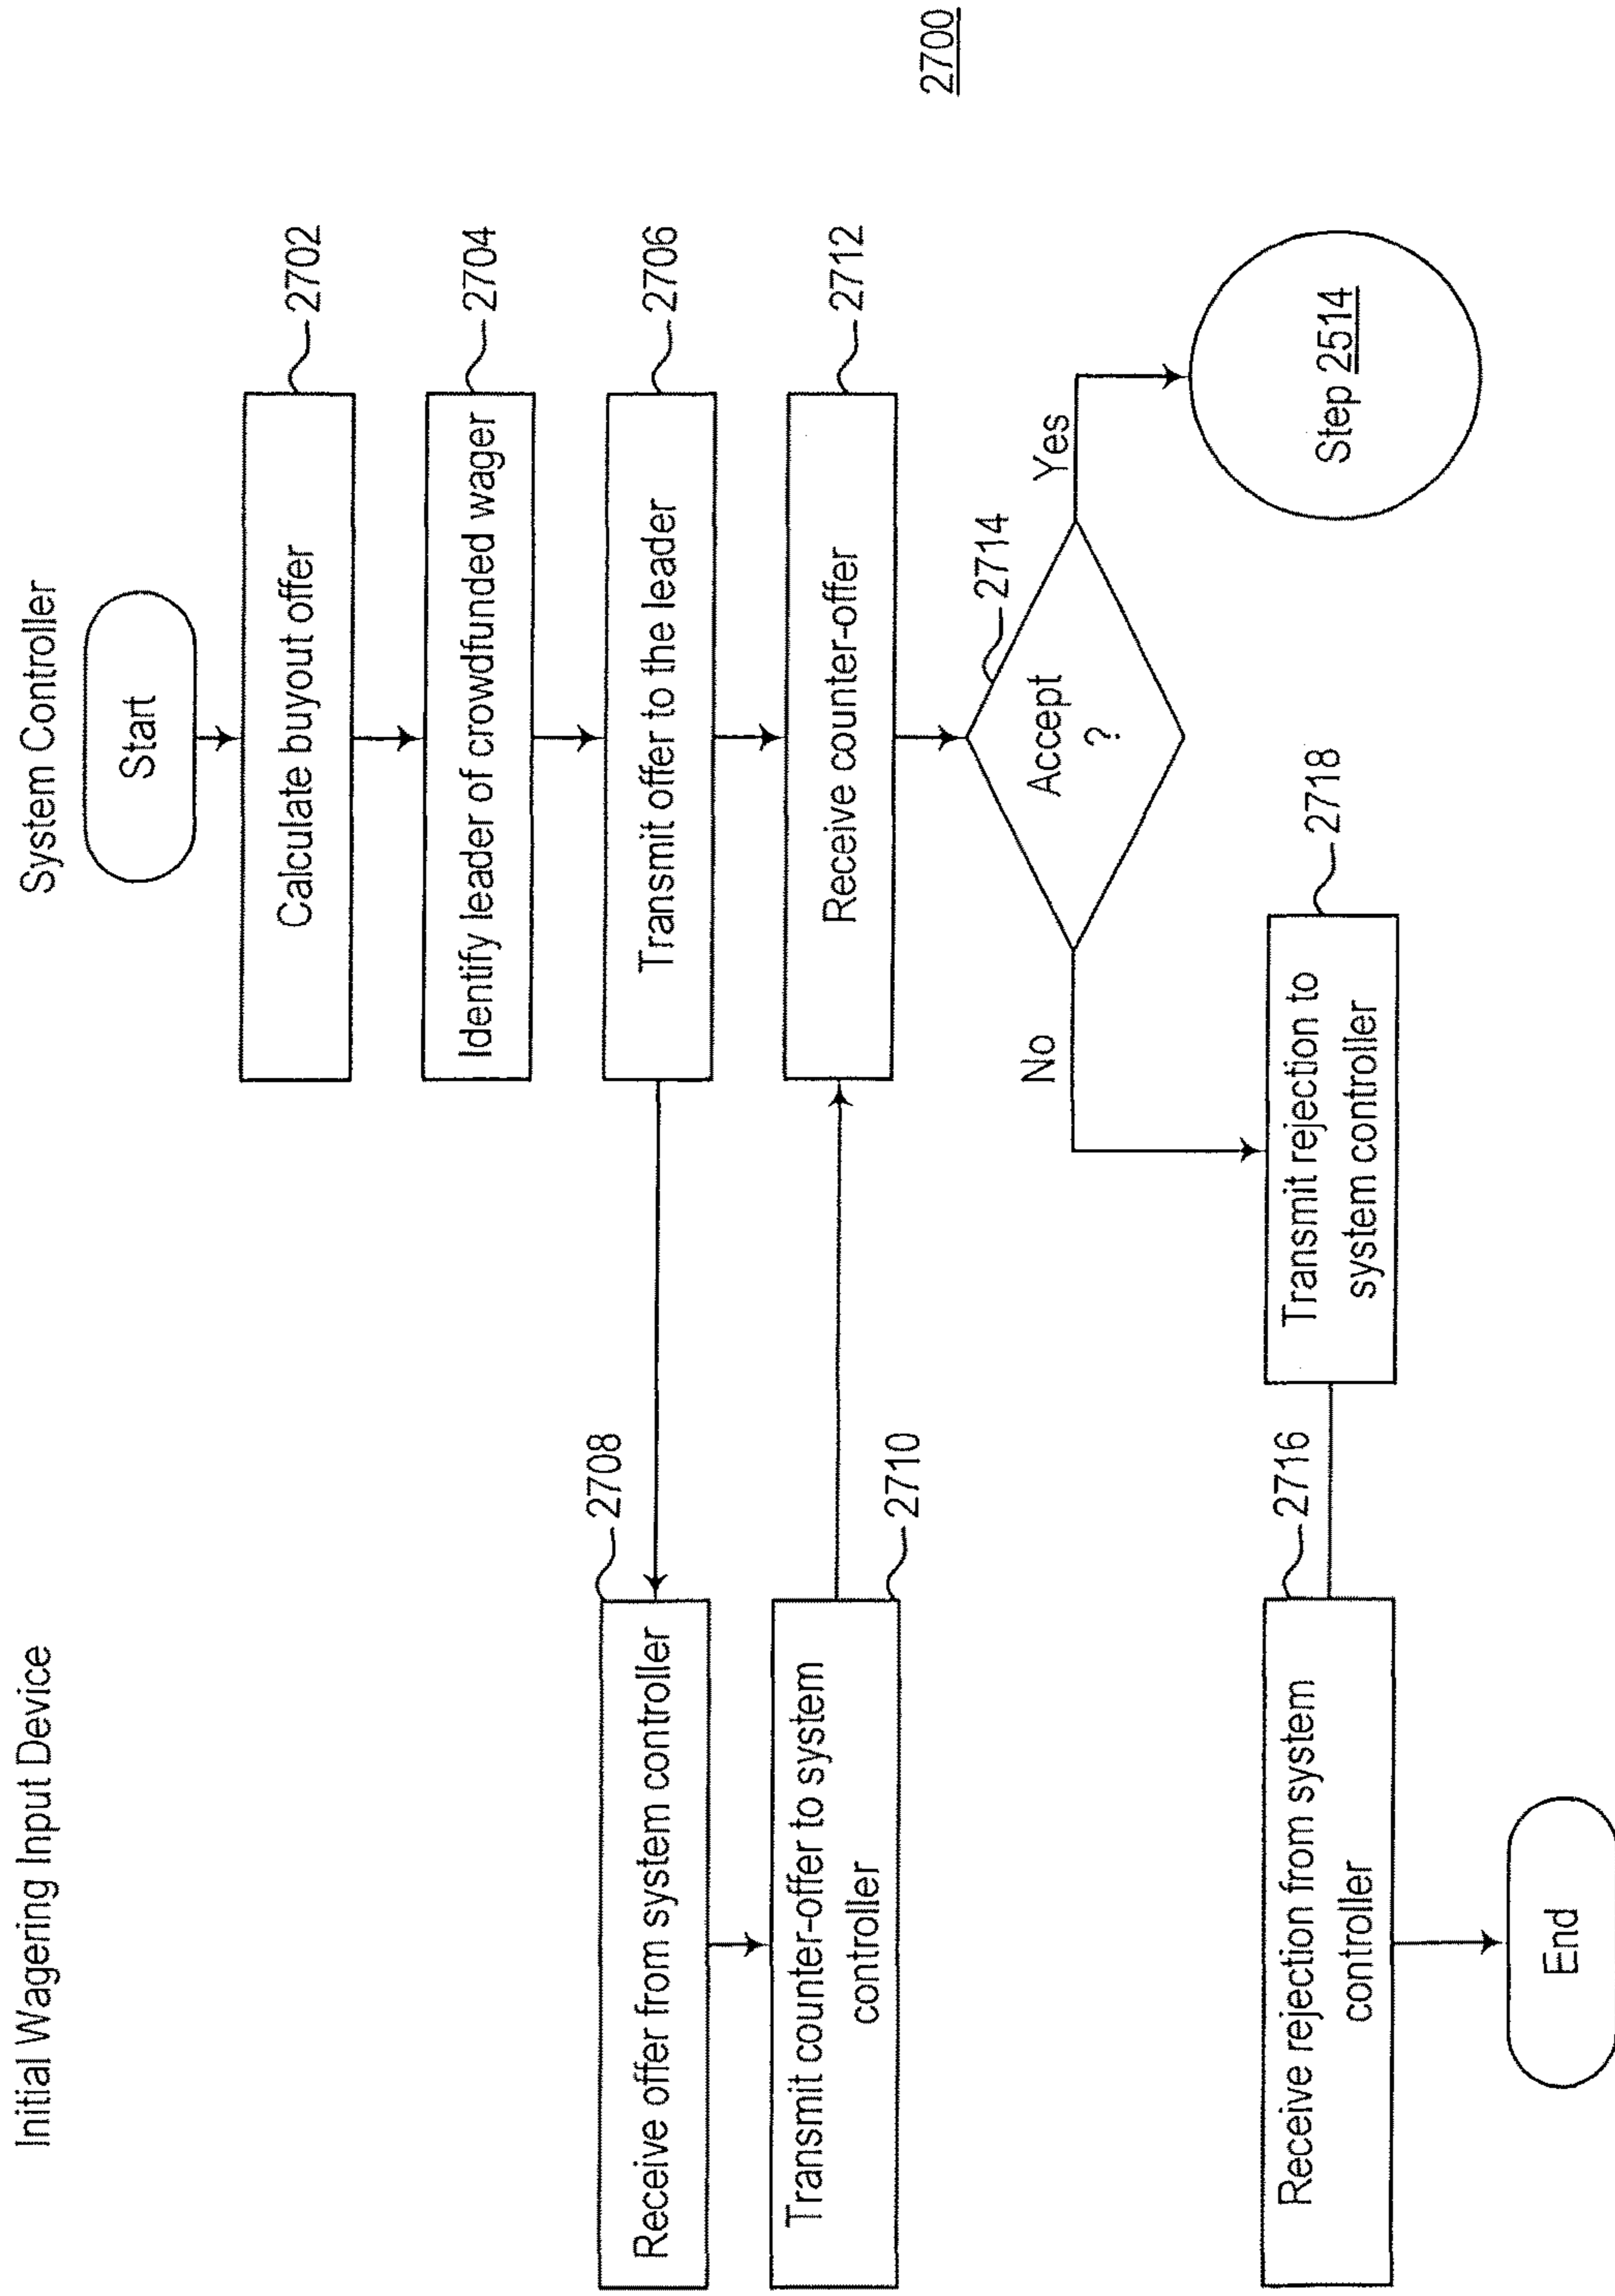 Initial Wagering Input Device
System Controller
Start
Calculate buyout offer
2702
Identify leader of crowdfunded wager
2704
Transmit offer to the leader
2706
2708
Receive offer from system controller
Transmit counter-offer to system
controller
2710
Receive counter-offer
2712
Accept
?
2714
Yes
No
Step 2514
Transmit rejection to
system controller
2718
2716
Receive rejection from system
controller
End
2700